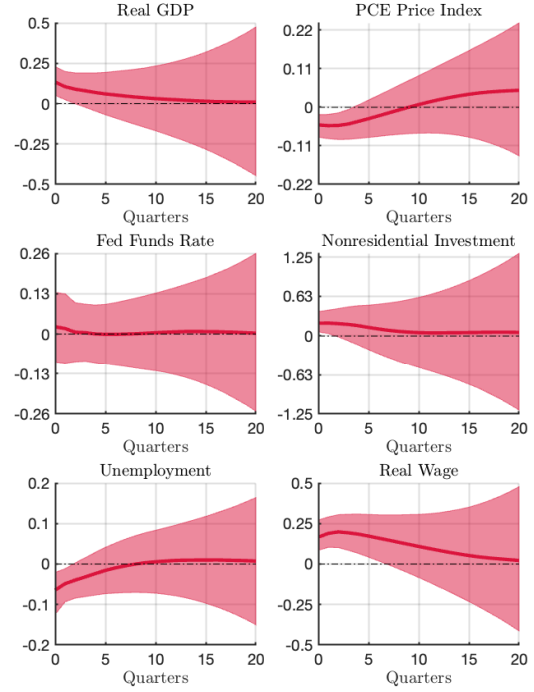 Real GDP
0.5
0.25
0
-0.25
-0.5
0 5 10 15 20
Quarters
PCE Price Index
0.22
0.11
0
-0.11
-0.22
0 5 10 15 20
Quarters
Fed Funds Rate
0.26
0.13
0
-0.13
-0.26
0 5 10 15 20
Quarters
Nonresidential Investment
1.25
0.63
0
-0.63
-1.25
0 5 10 15 20
Quarters
Unemployment
0.2
0.1
0
-0.1
-0.2
0 5 10 15 20
Quarters
Real Wage
0.5
0.25
0
-0.25
-0.5
0 5 10 15 20
Quarters